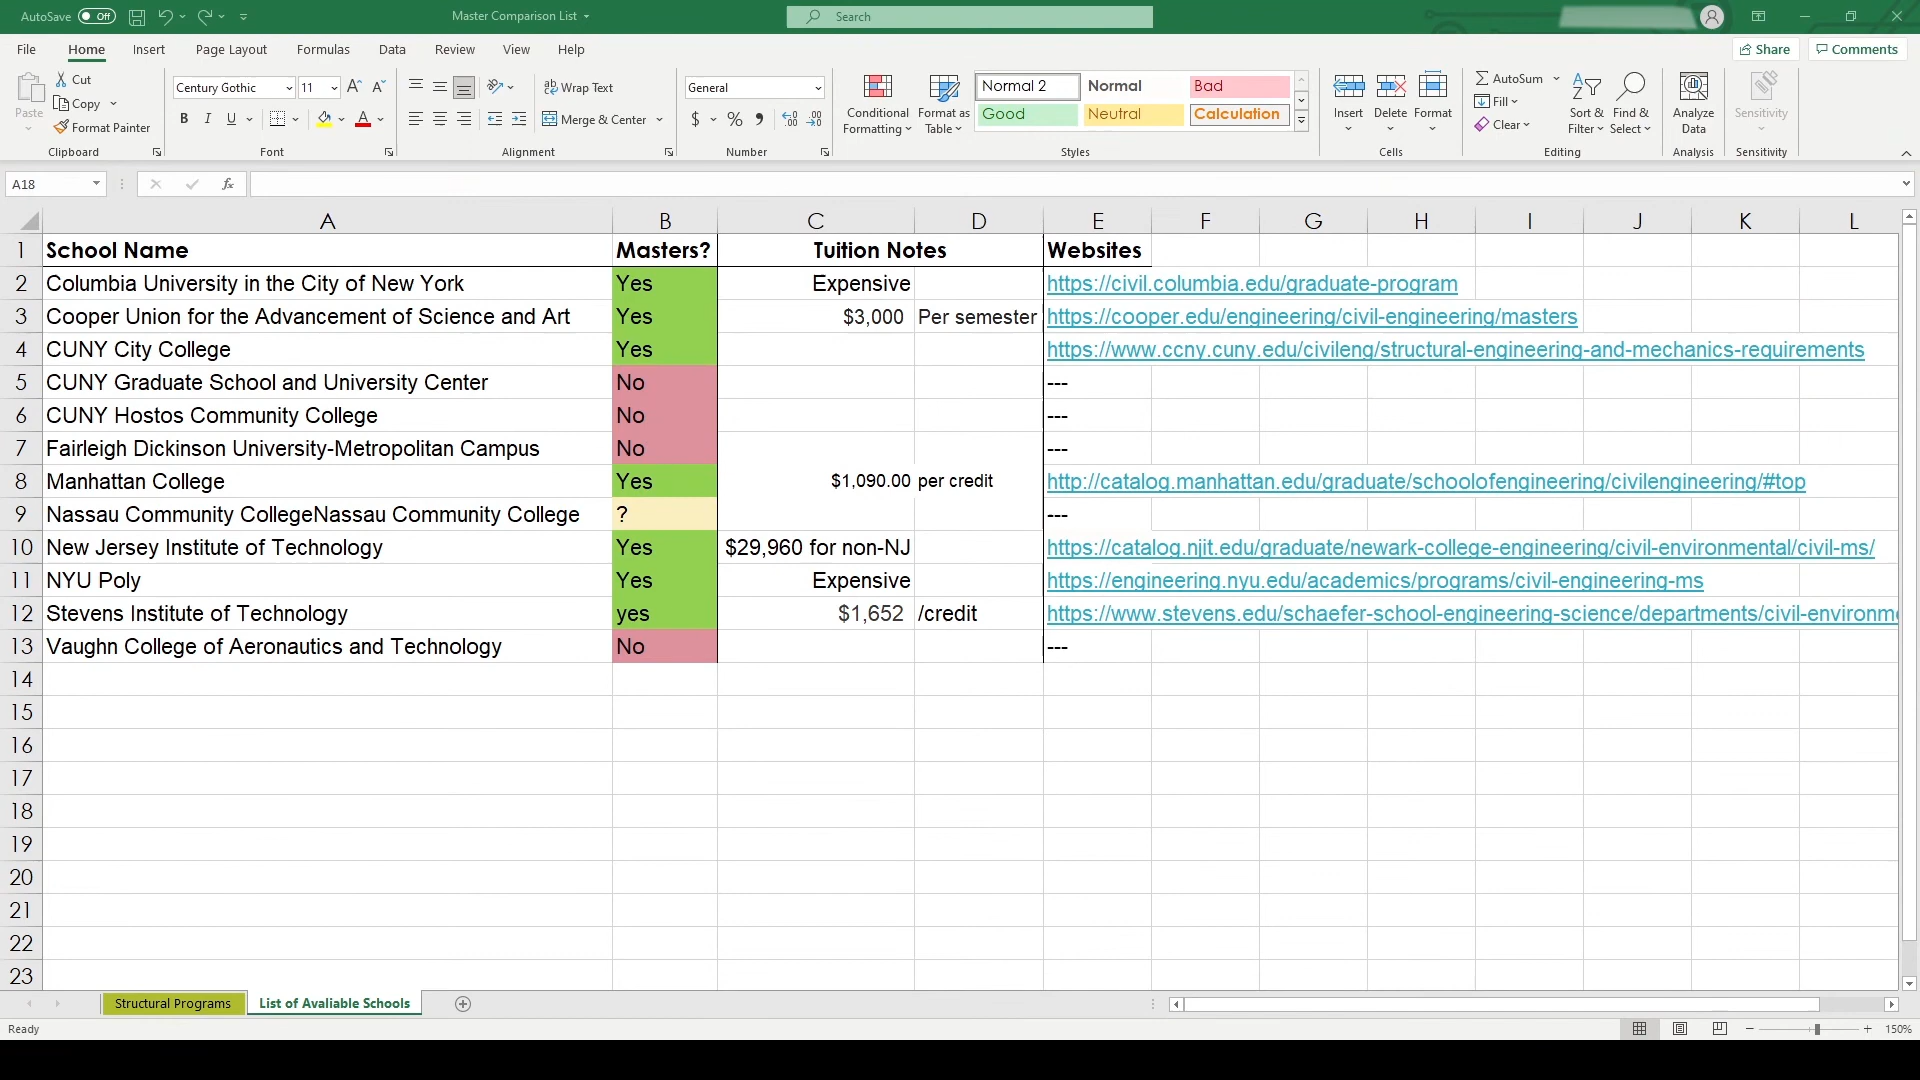 AutoSave Off Master Comparison List Search
File Home Insert Page Layout Formulas Data Review View Help Share Comments
Paste Cut Copy Format Painter Clipboard
Century Gothic 11 B I U A Font
Wrap Text Merge & Center Alignment
General $ % Number
Conditional Formatting Format as Table Normal 2 Normal Bad Good Neutral Calculation Styles
Insert Delete Format Cells
AutoSum Fill Clear Sort & Filter Find & Select Editing
Analyze Data Analysis
Sensitivity Sensitivity
A18 fx
A B C D E F G H I J K L
1 School Name Masters? Tuition Notes Websites
2 Columbia University in the City of New York Yes Expensive https://civil.columbia.edu/graduate-program
3 Cooper Union for the Advancement of Science and Art Yes $3,000 Per semester https://cooper.edu/engineering/civil-engineering/masters
4 CUNY City College Yes https://www.ccny.cuny.edu/civileng/structural-engineering-and-mechanics-requirements
5 CUNY Graduate School and University Center No ---
6 CUNY Hostos Community College No ---
7 Fairleigh Dickinson University-Metropolitan Campus No ---
8 Manhattan College Yes $1,090.00 per credit http://catalog.manhattan.edu/graduate/schoolofengineering/civilengineering/#top
9 Nassau Community CollegeNassau Community College ? ---
10 New Jersey Institute of Technology Yes $29,960 for non-NJ https://catalog.njit.edu/graduate/newark-college-engineering/civil-environmental/civil-ms/
11 NYU Poly Yes Expensive https://engineering.nyu.edu/academics/programs/civil-engineering-ms
12 Stevens Institute of Technology yes $1,652 /credit https://www.stevens.edu/schaefer-school-engineering-science/departments/civil-environme
13 Vaughn College of Aeronautics and Technology No ---
14
15
16
17
18
19
20
21
22
23
Structural Programs List of Avaliable Schools
Ready 150%